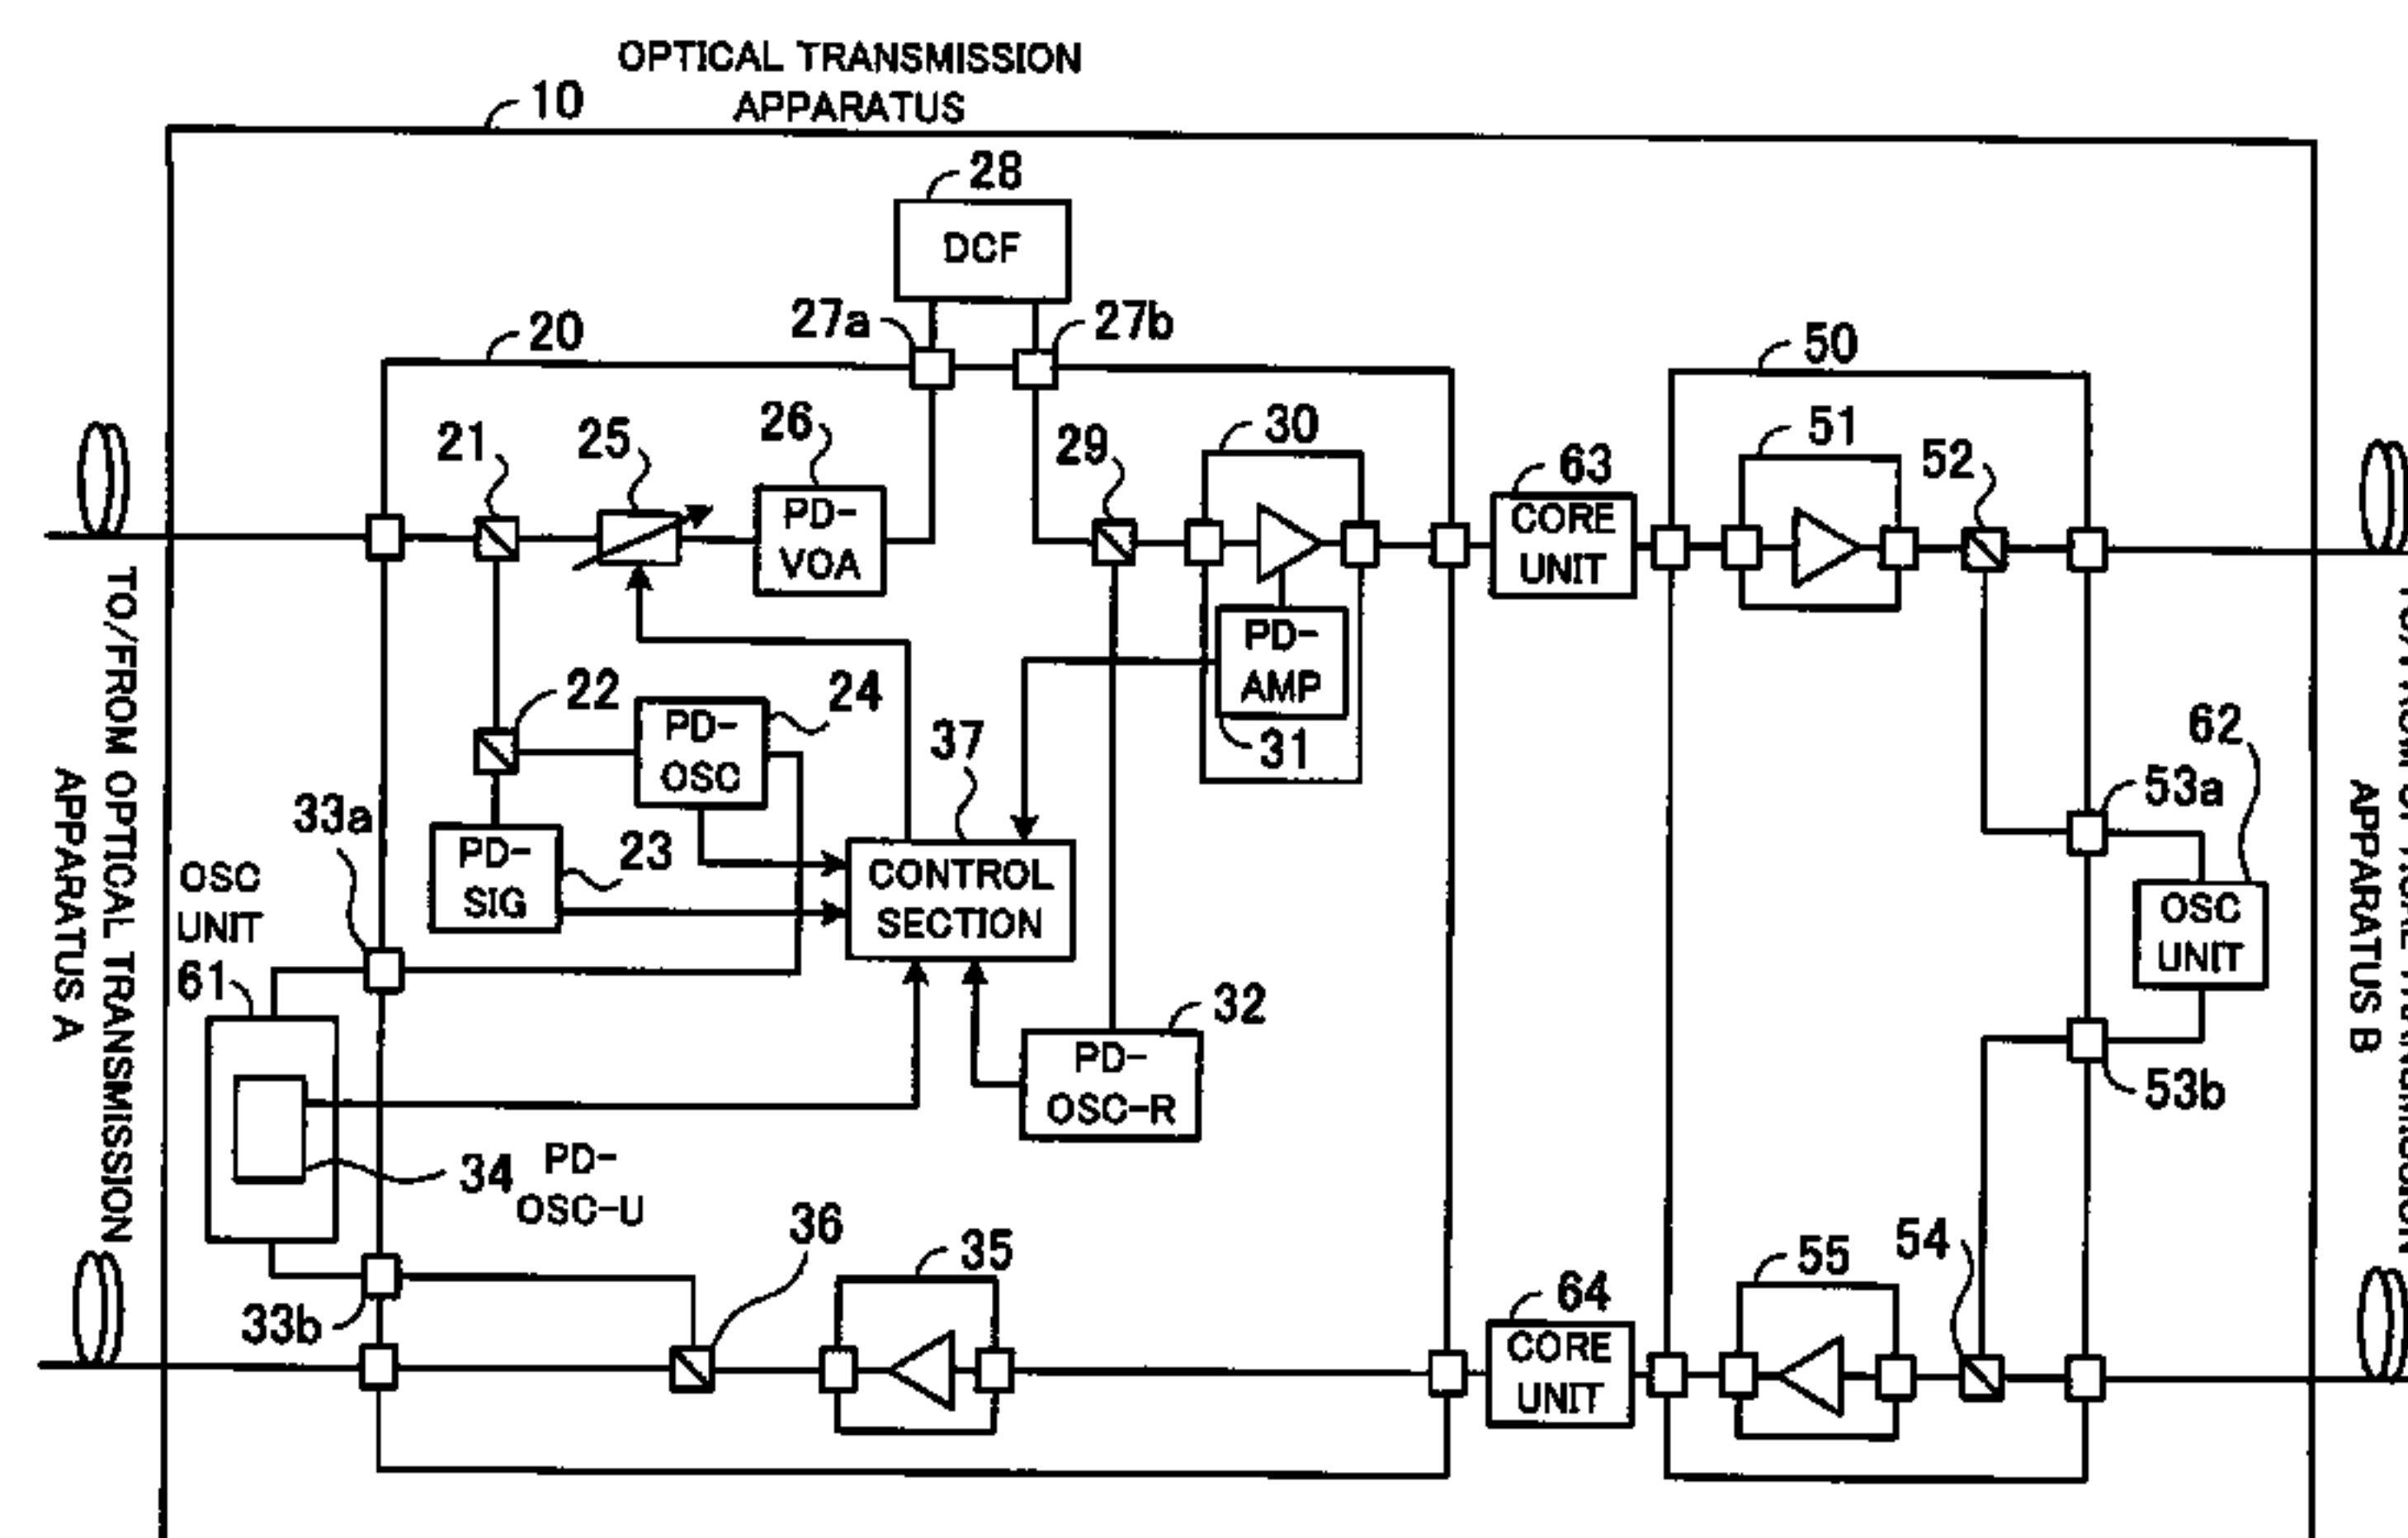 OPTICAL TRANSMISSION
APPARATUS
10
28
DCF
27a
27b
20
50
21
25
26
29
30
63
51
52
PD-
VOA
CORE
UNIT
PD-
AMP
31
22
PD-
OSC
24
37
62
33a
53a
PD-
SIG
23
CONTROL
SECTION
OSC
UNIT
61
OSC
UNIT
32
PD-
OSC-R
53b
34
PD-
OSC-U
36
35
33b
64
CORE
UNIT
55
54
TO/FROM OPTICAL TRANSMISSION
APPARATUS A
APPARATUS B